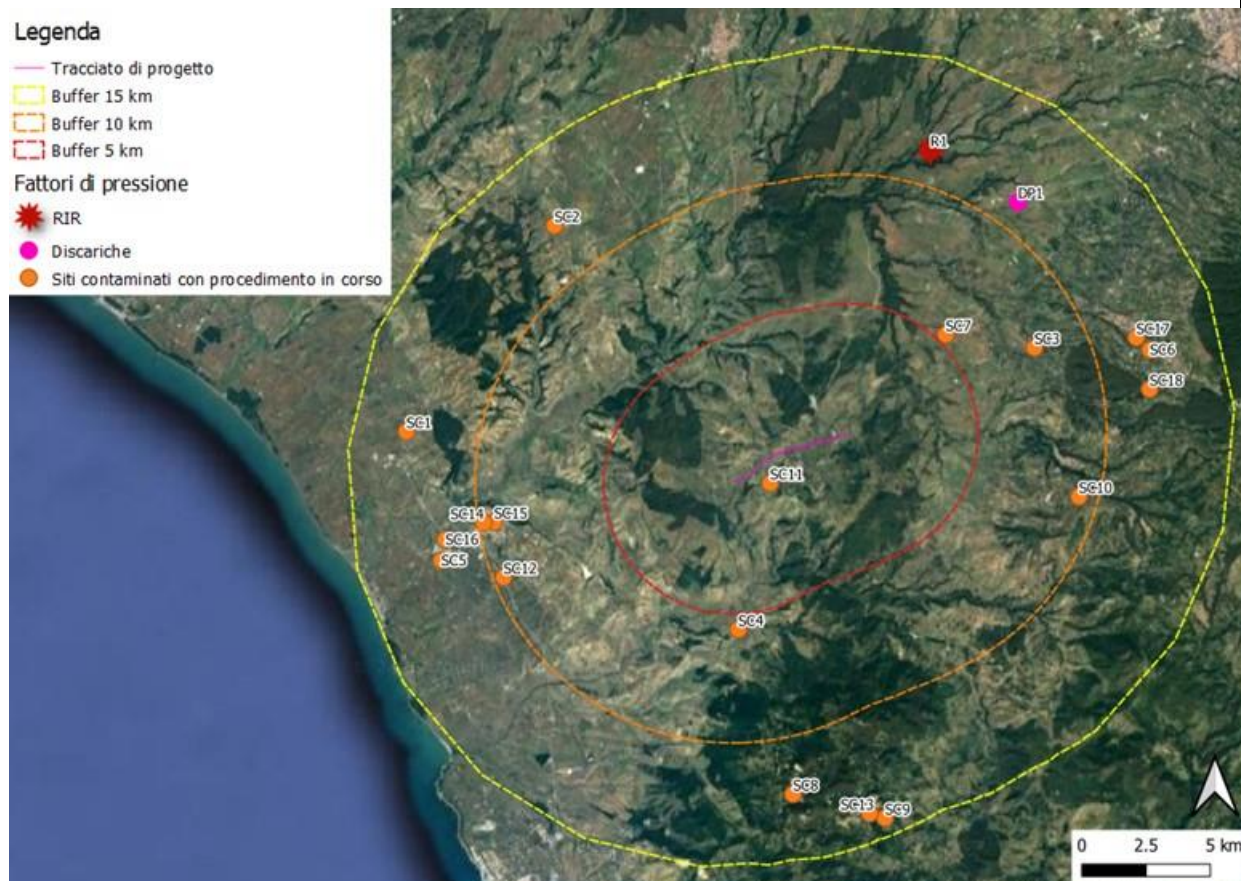 Legenda
Tracciato di progetto
Buffer 15 km
Buffer 10 km
Buffer 5 km
Fattori di pressione
RIR
Discariche
Siti contaminati con procedimento in corso
R1
DP1
SC2
SC7
SC3
SC17
SC6
SC18
SC1
SC11
SC10
SC14
SC15
SC16
SC5
SC12
SC4
SC8
SC13
SC9
0 2.5 5 km